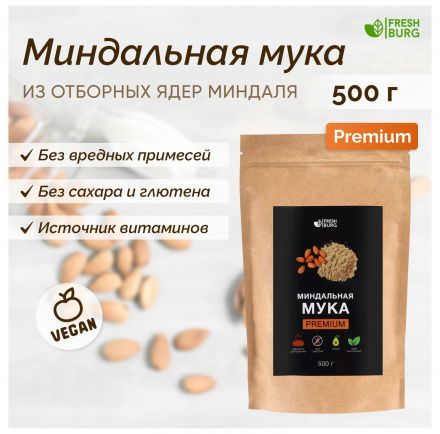 FRESH
BURG
Миндальная мука
ИЗ ОТБОРНЫХ ЯДЕР МИНДАЛЯ
500 г
Premium
Без вредных примесей
Без сахара и глютена
Источник витаминов
VEGAN
FRESH
BURG
МИНДАЛЬНАЯ
МУКА
PREMIUM
500 г